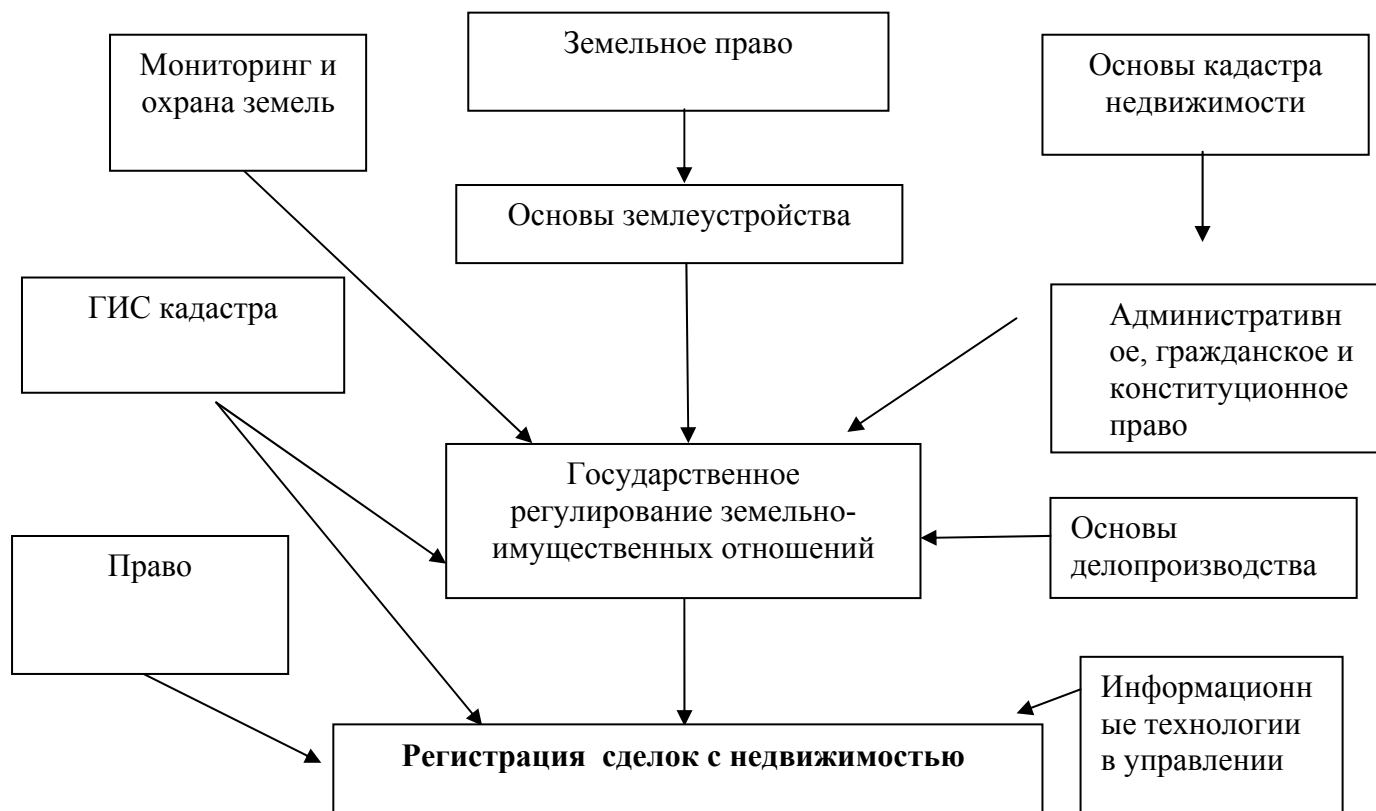 Земельное право
Мониторинг и
охрана земель
Основы кадастра
недвижимости
Основы землеустройства
ГИС кадастра
Административн
ое, гражданское и
конституционное
право
Государственное
регулирование земельно-
имущественных отношений
Основы
делопроизводства
Право
Информационн
ые технологии
в управлении
Регистрация сделок с недвижимостью